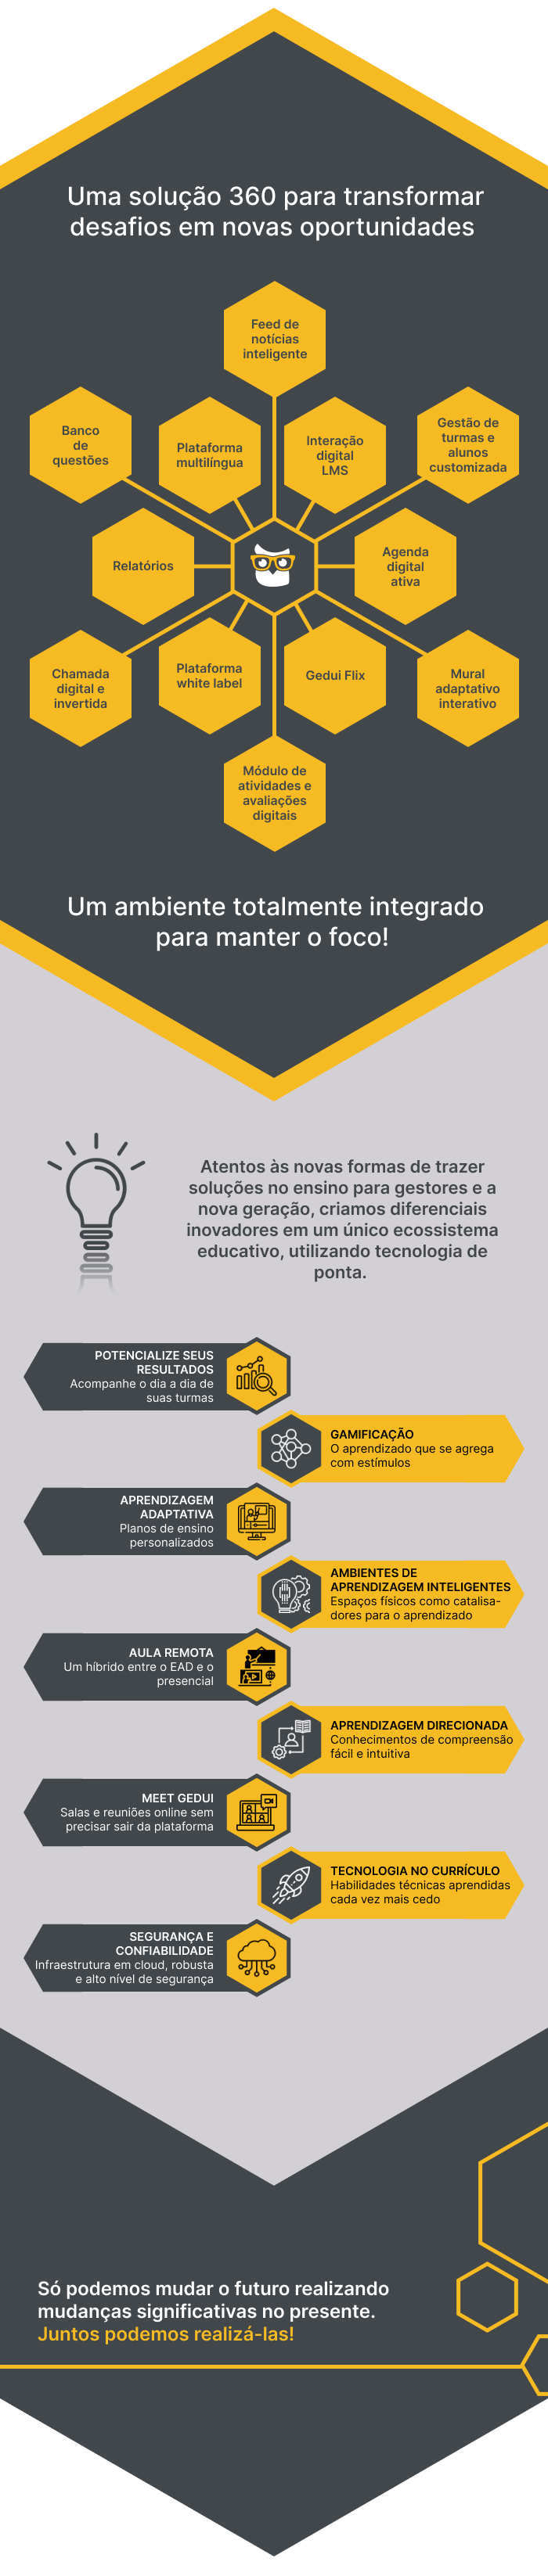 Uma solução 360 para transformar
desafios em novas oportunidades
Feed de
notícias
inteligente
Banco
de
questões
Plataforma
multilíngua
Interação
digital
LMS
Gestão de
turmas e
alunos
customizada
Relatórios
Agenda
digital
ativa
Chamada
digital e
invertida
Plataforma
white label
Gedui Flix
Mural
adaptativo
interativo
Módulo de
atividades e
avaliações
digitais
Um ambiente totalmente integrado
para manter o foco!
Atentos às novas formas de trazer
soluções no ensino para gestores e a
nova geração, criamos diferenciais
inovadores em um único ecossistema
educativo, utilizando tecnologia de
ponta.
POTENCIALIZE SEUS
RESULTADOS
Acompanhe o dia a dia de
suas turmas
GAMIFICAÇÃO
O aprendizado que se agrega
com estímulos
APRENDIZAGEM
ADAPTATIVA
Planos de ensino
personalizados
AMBIENTES DE
APRENDIZAGEM INTELIGENTES
Espaços físicos como catalisa-
dores para o aprendizado
AULA REMOTA
Um híbrido entre o EAD e o
presencial
APRENDIZAGEM DIRECIONADA
Conhecimentos de compreensão
fácil e intuitiva
MEET GEDUI
Salas e reuniões online sem
precisar sair da plataforma
TECNOLOGIA NO CURRÍCULO
Habilidades técnicas aprendidas
cada vez mais cedo
SEGURANÇA E
CONFIABILIDADE
Infraestrutura em cloud, robusta
e alto nível de segurança
Só podemos mudar o futuro realizando
mudanças significativas no presente.
Juntos podemos realizá-las!